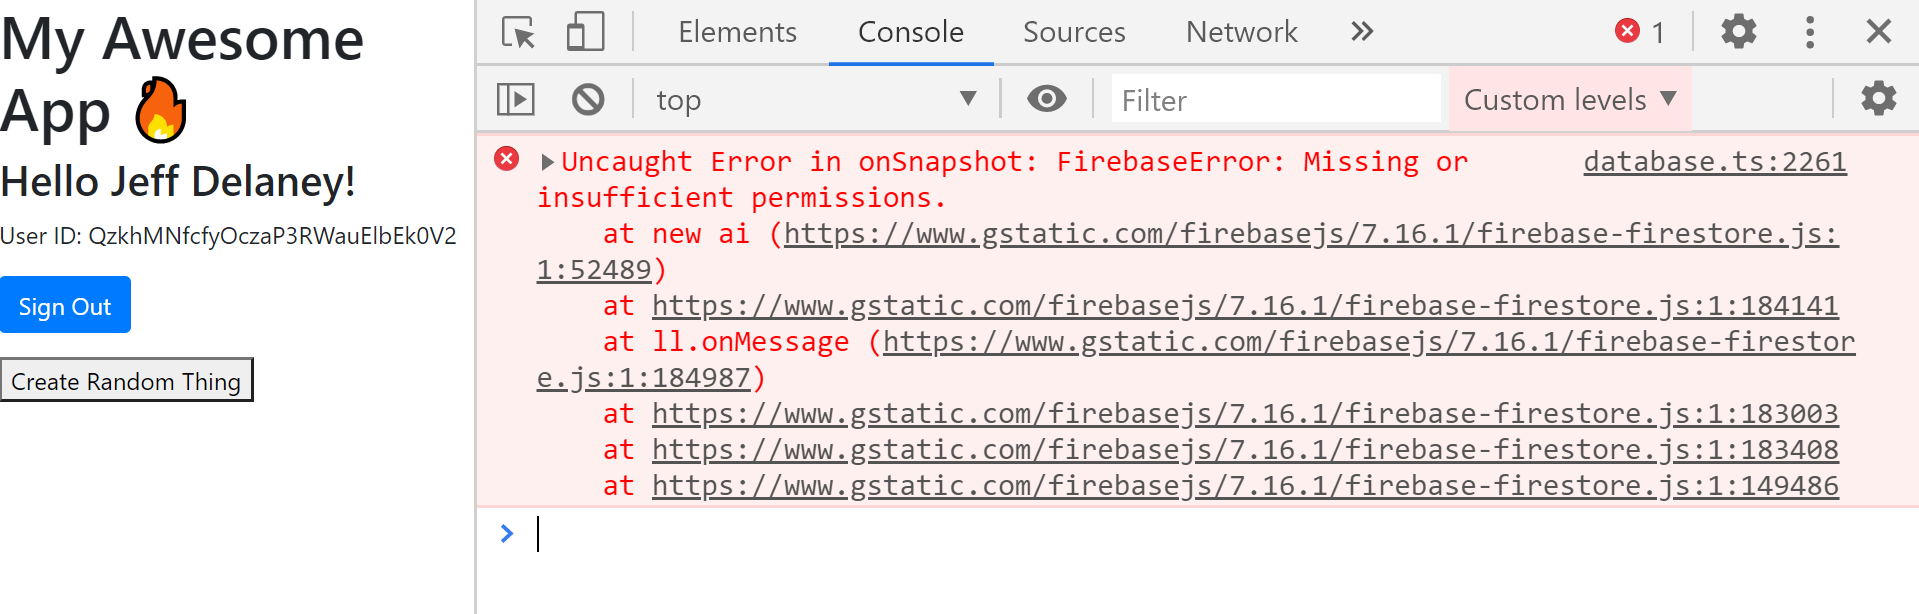 My Awesome
App 🔥
Hello Jeff Delaney!
User ID: QzkhMNfcfyOczaP3RWauElbEk0V2
Sign Out
Create Random Thing
Elements Console Sources Network » 1
top Filter Custom levels ▼
Uncaught Error in onSnapshot: FirebaseError: Missing or database.ts:2261
insufficient permissions.
at new ai (https://www.gstatic.com/firebasejs/7.16.1/firebase-firestore.js:
1:52489)
at https://www.gstatic.com/firebasejs/7.16.1/firebase-firestore.js:1:184141
at ll.onMessage (https://www.gstatic.com/firebasejs/7.16.1/firebase-firestor
e.js:1:184987)
at https://www.gstatic.com/firebasejs/7.16.1/firebase-firestore.js:1:183003
at https://www.gstatic.com/firebasejs/7.16.1/firebase-firestore.js:1:183408
at https://www.gstatic.com/firebasejs/7.16.1/firebase-firestore.js:1:149486